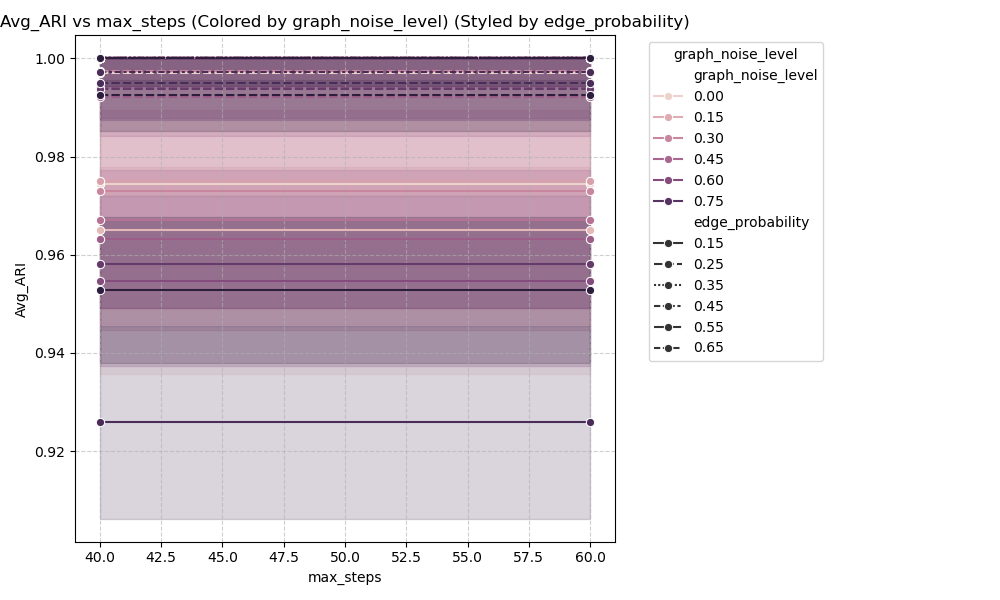 Avg_ARI vs max_steps (Colored by graph_noise_level) (Styled by edge_probability)
Avg_ARI
1.00
0.98
0.96
0.94
0.92
40.0 42.5 45.0 47.5 50.0 52.5 55.0 57.5 60.0
max_steps
graph_noise_level
graph_noise_level
0.00
0.15
0.30
0.45
0.60
0.75
edge_probability
0.15
0.25
0.35
0.45
0.55
0.65